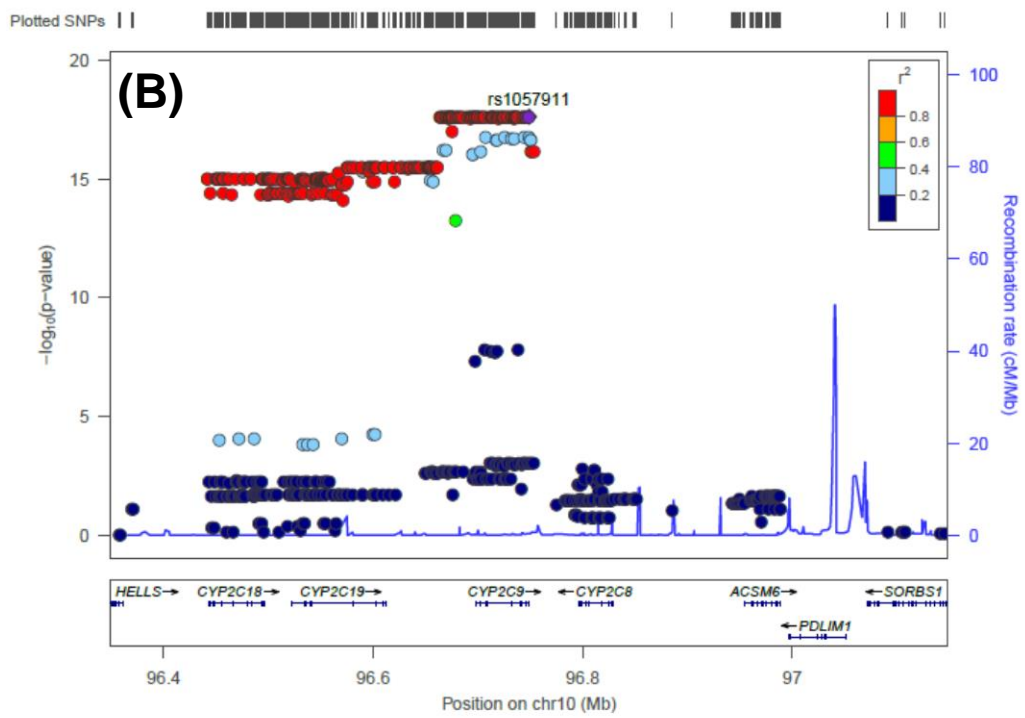 Plotted SNPs
(B)
rs1057911
r2
0.8
0.6
0.4
0.2
20
15
10
5
0
100
80
60
40
20
0
-log10(p-value)
Recombination rate (cM/Mb)
HELLS→ CYP2C18→ CYP2C19→ CYP2C9→ ←CYP2C8 ACSM6→ ←SORBS1
←PDLIM1
96.4 96.6 96.8 97
Position on chr10 (Mb)